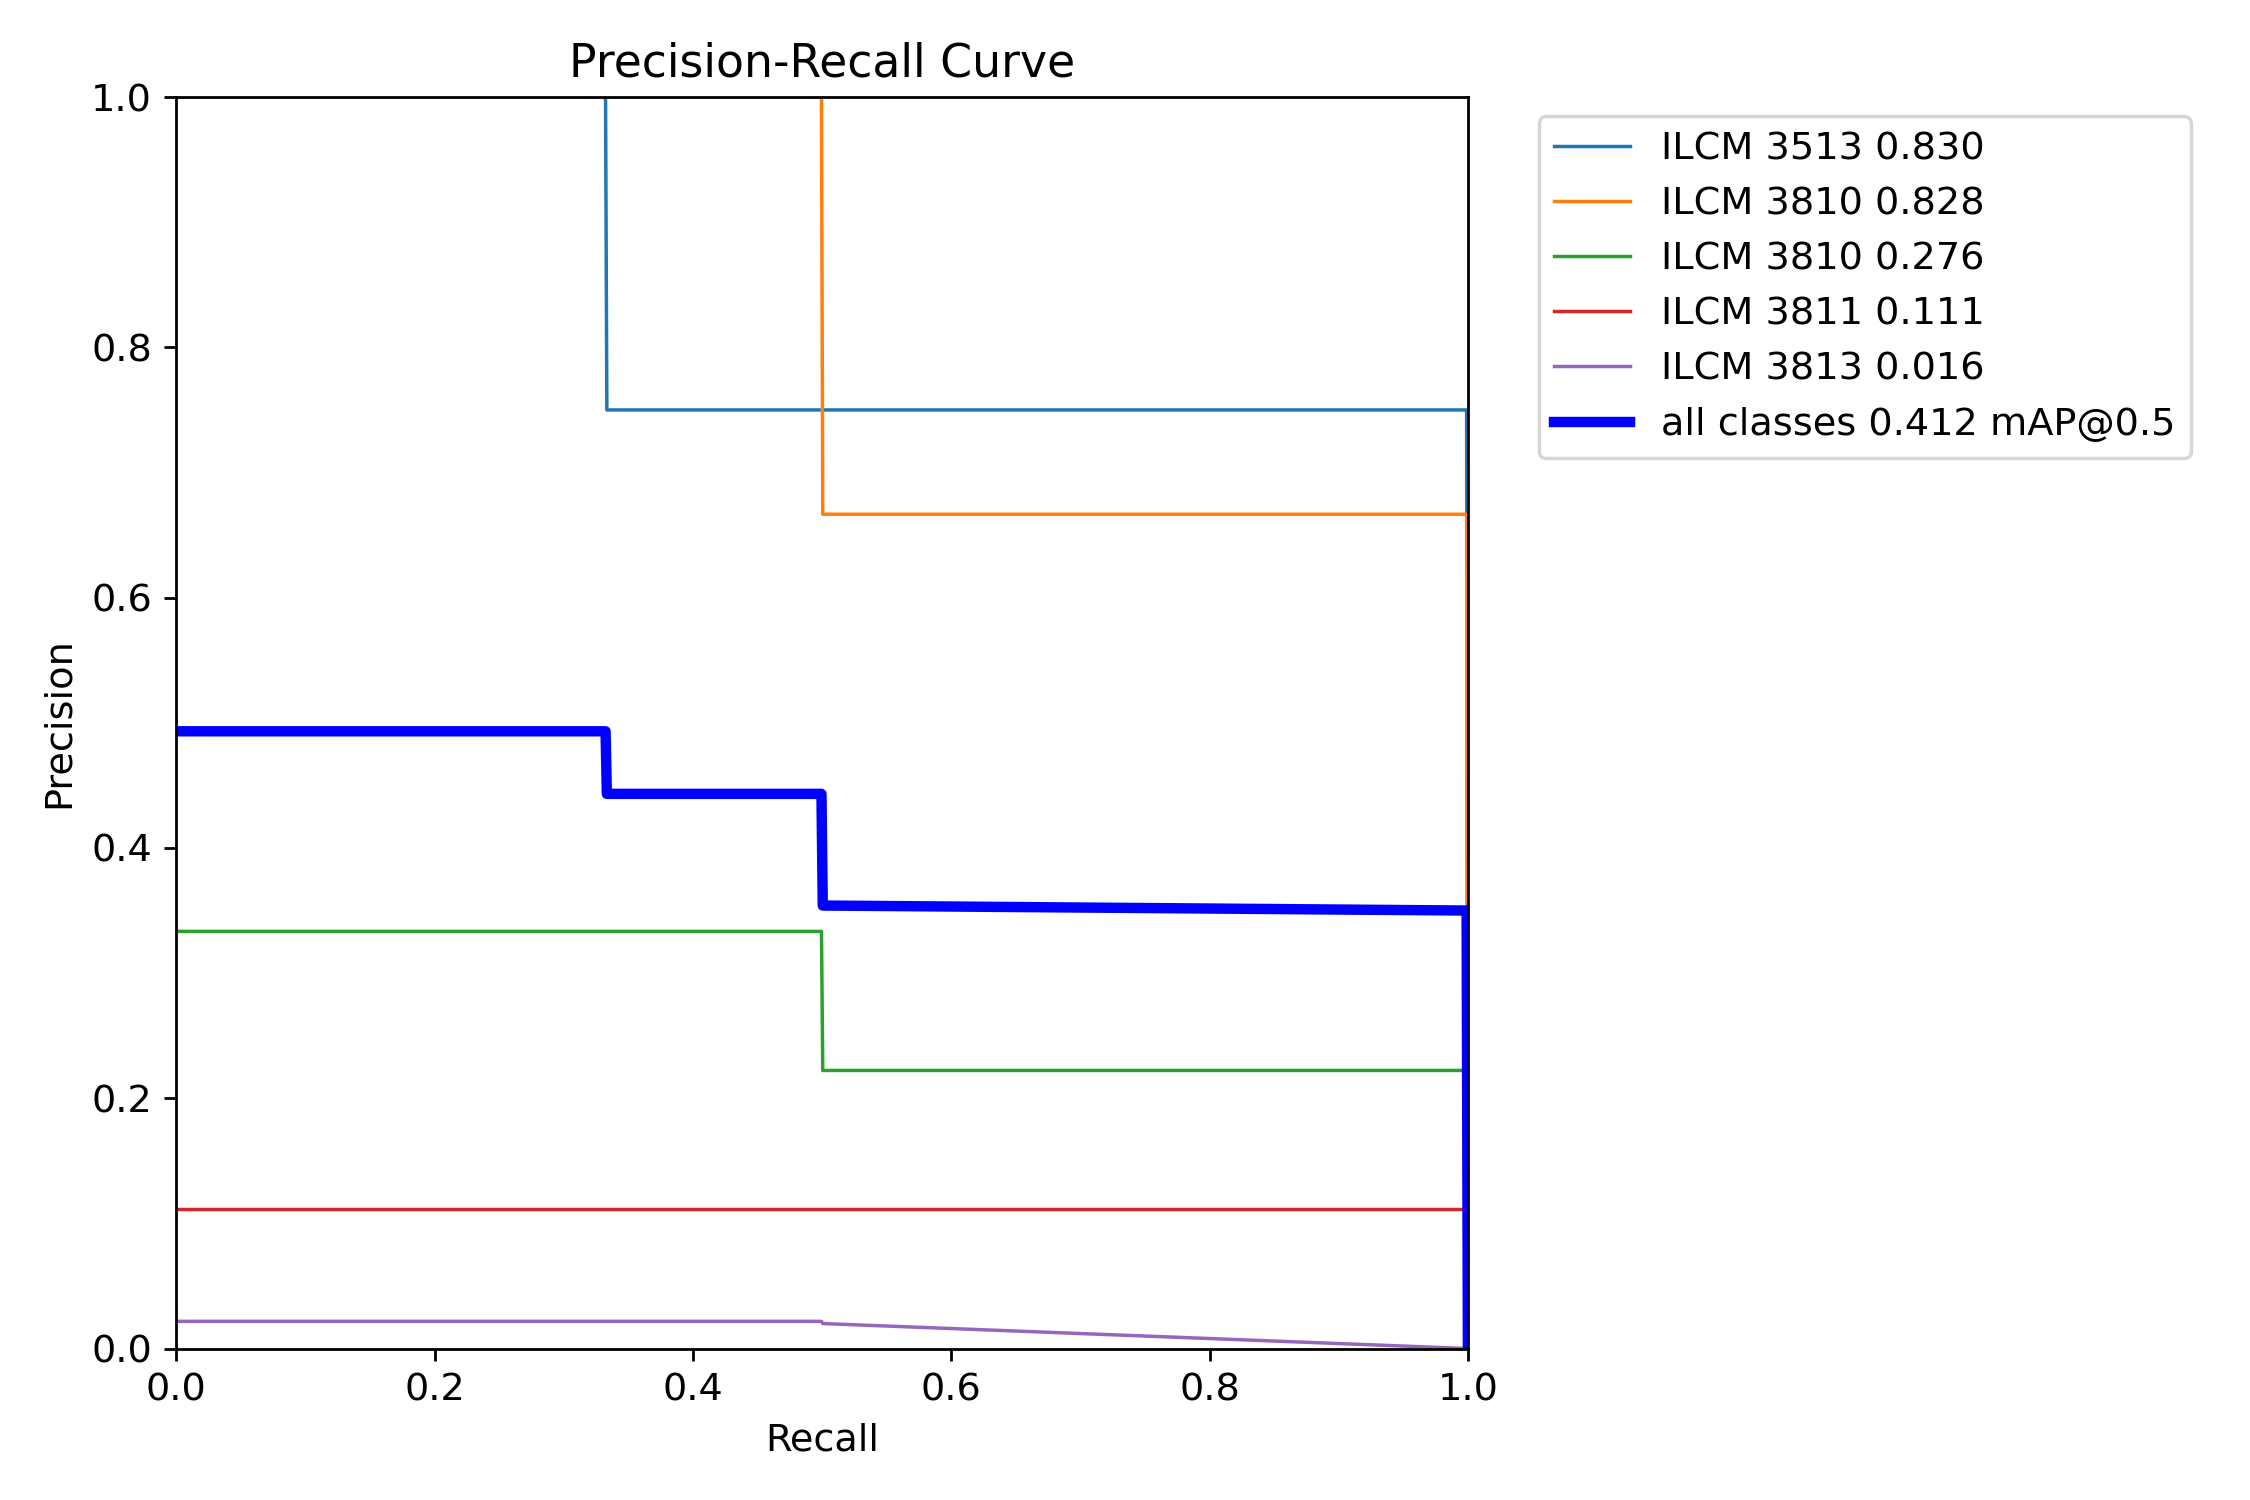 Precision-Recall Curve
1.0
0.8
0.6
0.4
0.2
0.0
Precision
0.0 0.2 0.4 0.6 0.8 1.0
Recall
ILCM 3513 0.830
ILCM 3810 0.828
ILCM 3810 0.276
ILCM 3811 0.111
ILCM 3813 0.016
all classes 0.412 mAP@0.5